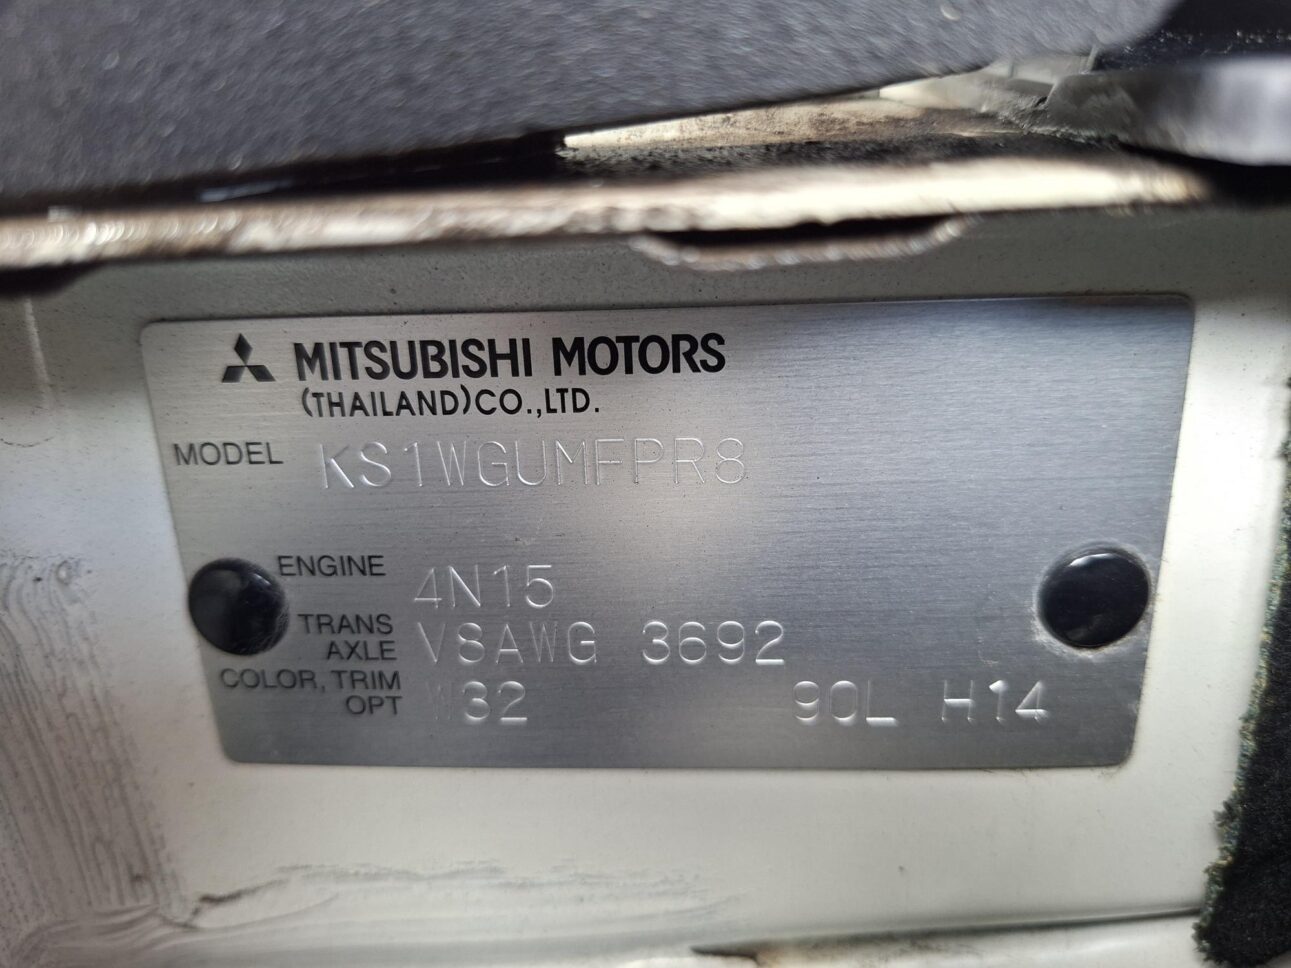 MITSUBISHI MOTORS
(THAILAND)CO.,LTD.
MODEL KS1WGUMFPR8
ENGINE 4N15
TRANS AXLE V8AWG 3692
COLOR, TRIM OPT W32 90L H14